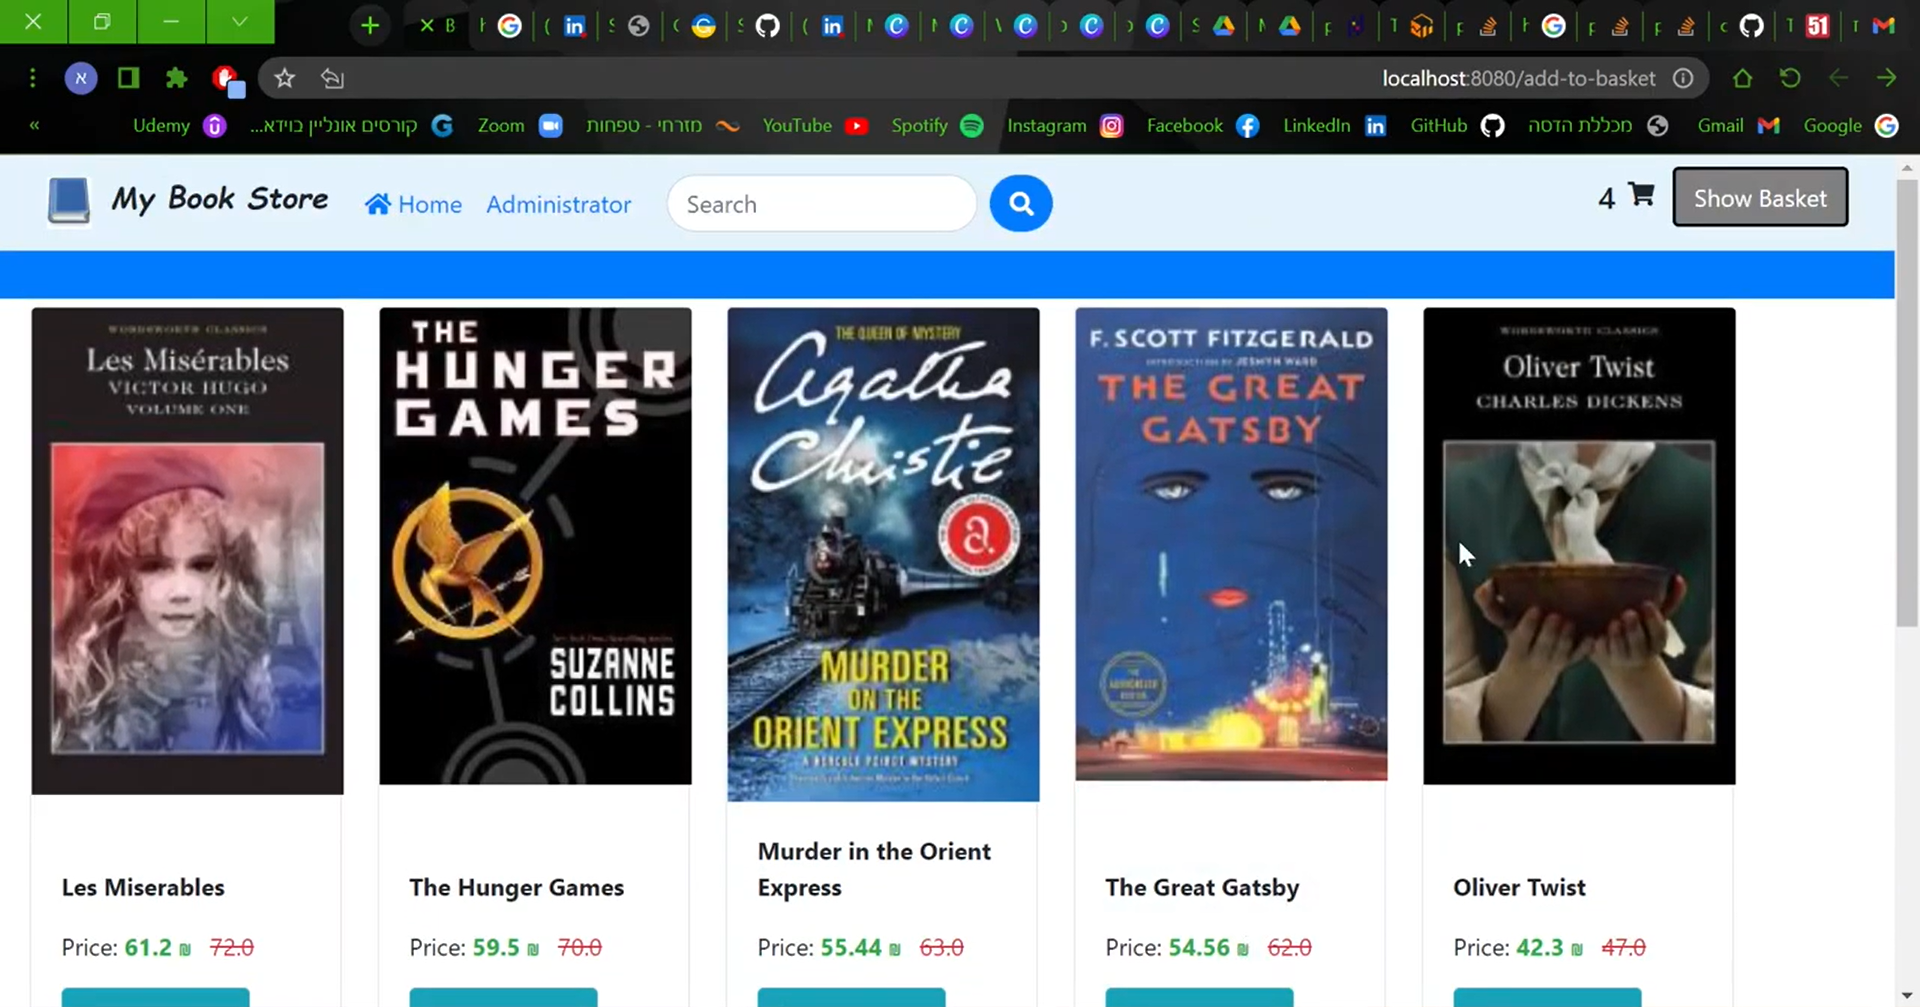 localhost:8080/add-to-basket
Udemy
קורסים אונליין בוידא...
Zoom
מזרחי - טפחות
YouTube
Spotify
Instagram
Facebook
LinkedIn
GitHub
מכללת הדסה
Gmail
Google
My Book Store
Home
Administrator
Search
4
Show Basket
WORDSWORTH CLASSICS
Les Misérables
VICTOR HUGO
VOLUME ONE
THE
HUNGER
GAMES
SUZANNE
COLLINS
THE QUEEN OF MYSTERY
Agatha
Christie
a.
MURDER
ON THE
ORIENT EXPRESS
A HERCULE POIROT MYSTERY
F. SCOTT FITZGERALD
INTRODUCTION BY JESMYN WARD
THE GREAT
GATSBY
WORDSWORTH CLASSICS
Oliver Twist
CHARLES DICKENS
Les Miserables
Price: 61.2 ₪ 72.0
The Hunger Games
Price: 59.5 ₪ 70.0
Murder in the Orient
Express
Price: 55.44 ₪ 63.0
The Great Gatsby
Price: 54.56 ₪ 62.0
Oliver Twist
Price: 42.3 ₪ 47.0